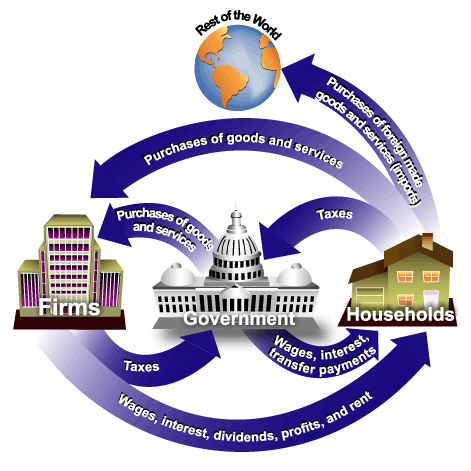 Rest of the World
Purchases of foreign made
goods and services (imports)
Purchases of goods and services
Purchases of goods
and services
Taxes
Firms
Government
Households
Taxes
Wages, interest,
transfer payments
Wages, interest, dividends, profits, and rent